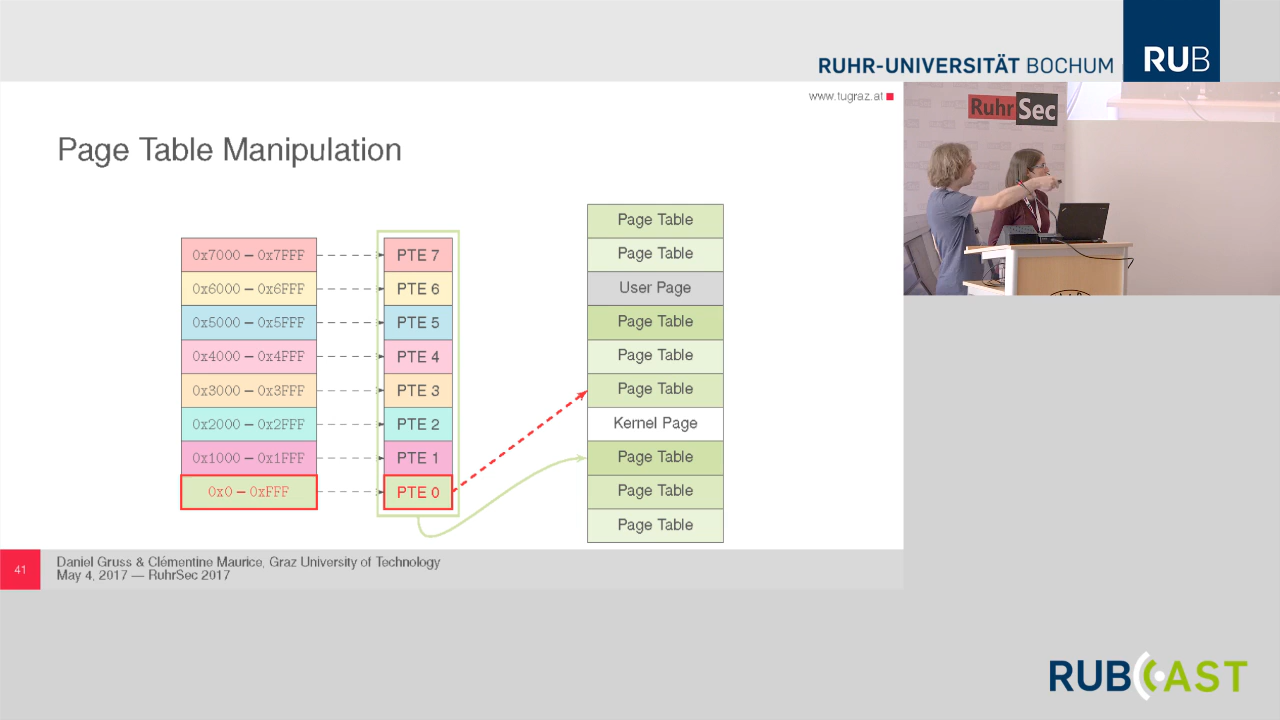 RUHR-UNIVERSITÄT BOCHUM
RUB
www.tugraz.at
RuhrSec
Page Table Manipulation
0x7000 – 0x7FFF
0x6000 – 0x6FFF
0x5000 – 0x5FFF
0x4000 – 0x4FFF
0x3000 – 0x3FFF
0x2000 – 0x2FFF
0x1000 – 0x1FFF
0x0 – 0xFFF
PTE 7
PTE 6
PTE 5
PTE 4
PTE 3
PTE 2
PTE 1
PTE 0
Page Table
Page Table
User Page
Page Table
Page Table
Page Table
Kernel Page
Page Table
Page Table
Page Table
41
Daniel Gruss & Clémentine Maurice, Graz University of Technology
May 4, 2017 — RuhrSec 2017
RUBCAST